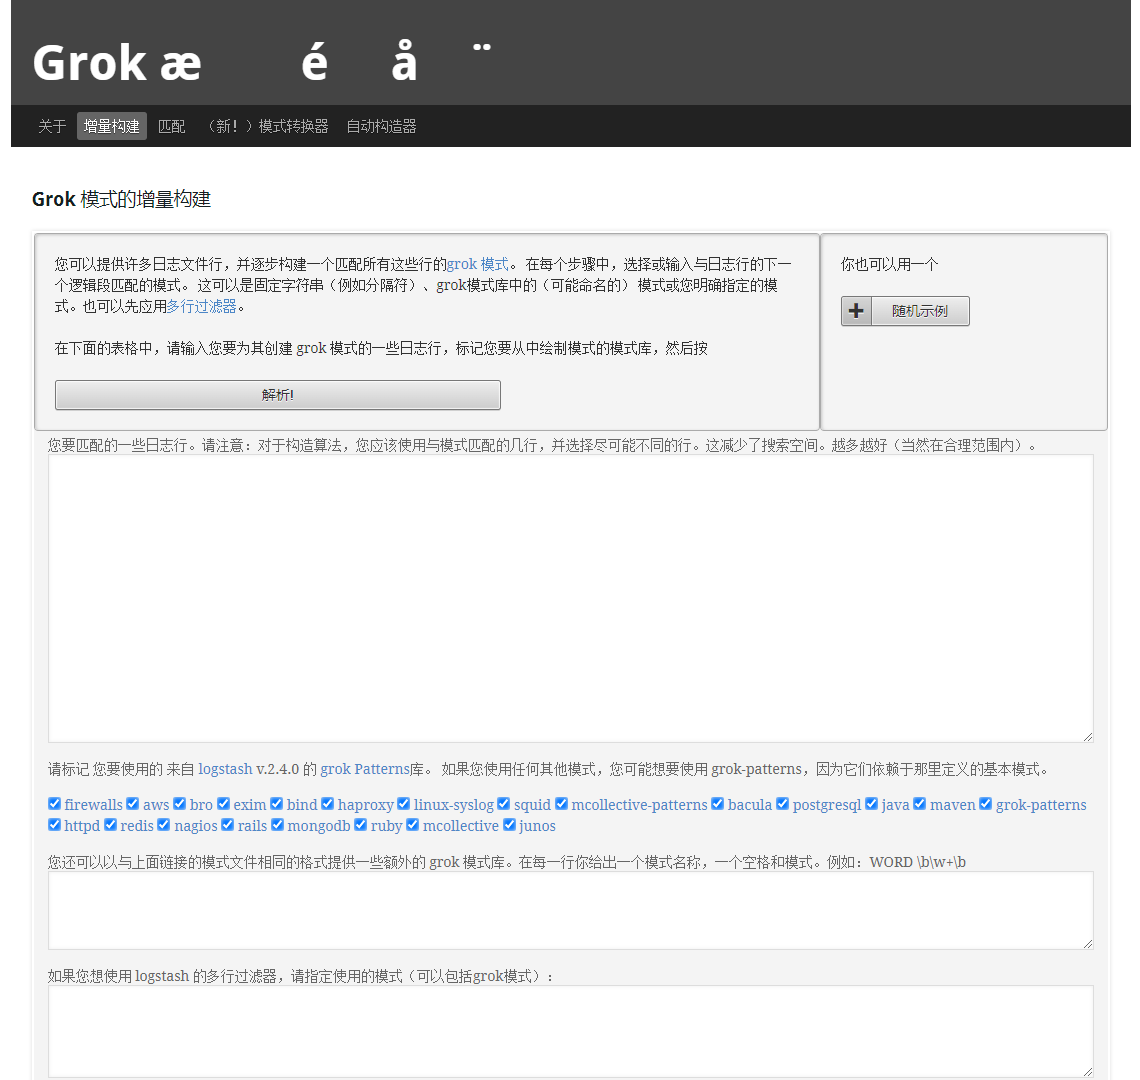 Grok æ é å ¨
关于 增量构建 匹配 （新！）模式转换器 自动构造器
Grok 模式的增量构建
您可以提供许多日志文件行，并逐步构建一个匹配所有这些行的grok 模式。在每个步骤中，选择或输入与日志行的下一
个逻辑段匹配的模式。 这可以是固定字符串（例如分隔符）、grok模式库中的（可能命名的） 模式或您明确指定的模
式。也可以先应用多行过滤器。
在下面的表格中，请输入您要为其创建 grok 模式的一些日志行，标记您要从中绘制模式的模式库，然后按
解析!
你也可以用一个
随机示例
您要匹配的一些日志行。请注意：对于构造算法，您应该使用与模式匹配的几行，并选择尽可能不同的行。这减少了搜索空间。越多越好（当然在合理范围内）。
请标记 您要使用的 来自 logstash v.2.4.0 的 grok Patterns库。 如果您使用任何其他模式，您可能想要使用 grok-patterns，因为它们依赖于那里定义的基本模式。
firewalls aws bro exim bind haproxy linux-syslog squid mcollective-patterns bacula postgresql java maven grok-patterns
httpd redis nagios rails mongodb ruby mcollective junos
您还可以以与上面链接的模式文件相同的格式提供一些额外的 grok 模式库。在每一行你给出一个模式名称，一个空格和模式。例如：WORD \b\w+\b
如果您想使用 logstash 的多行过滤器，请指定使用的模式（可以包括grok模式）：